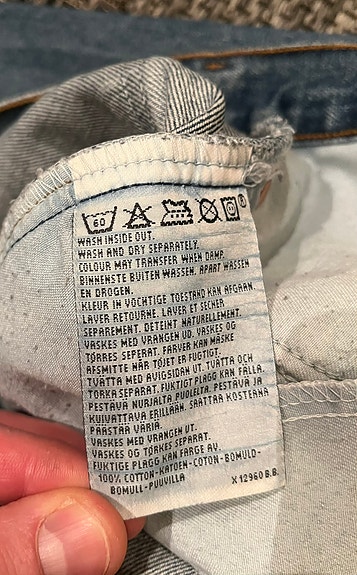 60
WASH INSIDE OUT.
WASH AND DRY SEPARATELY.
COLOUR MAY TRANSFER WHEN DAMP.
BINNENSTE BUITEN WASSEN. APART WASSEN
EN DROGEN.
KLEUR IN VOCHTIGE TOESTAND KAN AFGAAN.
LAVER RETOURNE. LAVER ET SECHER
SEPAREMENT. DETEINT NATURELLEMENT.
VASKES MED VRANGEN UD. VASKES OG
TØRRES SEPERAT. FARVER KAN MÅSKE
AFSMITTE NÅR TØJET ER FUGTIGT.
TVÄTTA MED AVIGSIDAN UT. TVÄTTA OCH
TORKA SEPARAT. FUKTIGT PLAGG KAN FÄLLA.
PESTÄVÄ NURJALTA PUOLELTA. PESTÄVÄ JA
KUIVATTAVA ERILLÄÄN. SAATTAA KOSTEANA
PÄÄSTÄÄ VÄRIÄ.
VASKES MED VRANGEN UT.
VASKES OG TØRKES SEPARAT.
FUKTIGE PLAGG KAN FARGE AV.
100% COTTON-KATOEN-COTON-BOMULD-
BOMULL-PUUVILLA
X 12960 B.B.